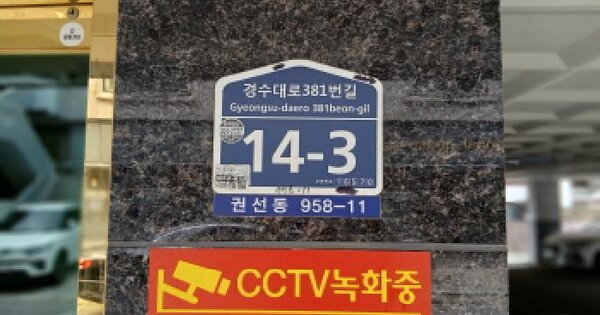 경수대로381번길
Gyeongsu-daero 381beon-gil
14-3
16570
권선동 958-11
CCTV녹화중